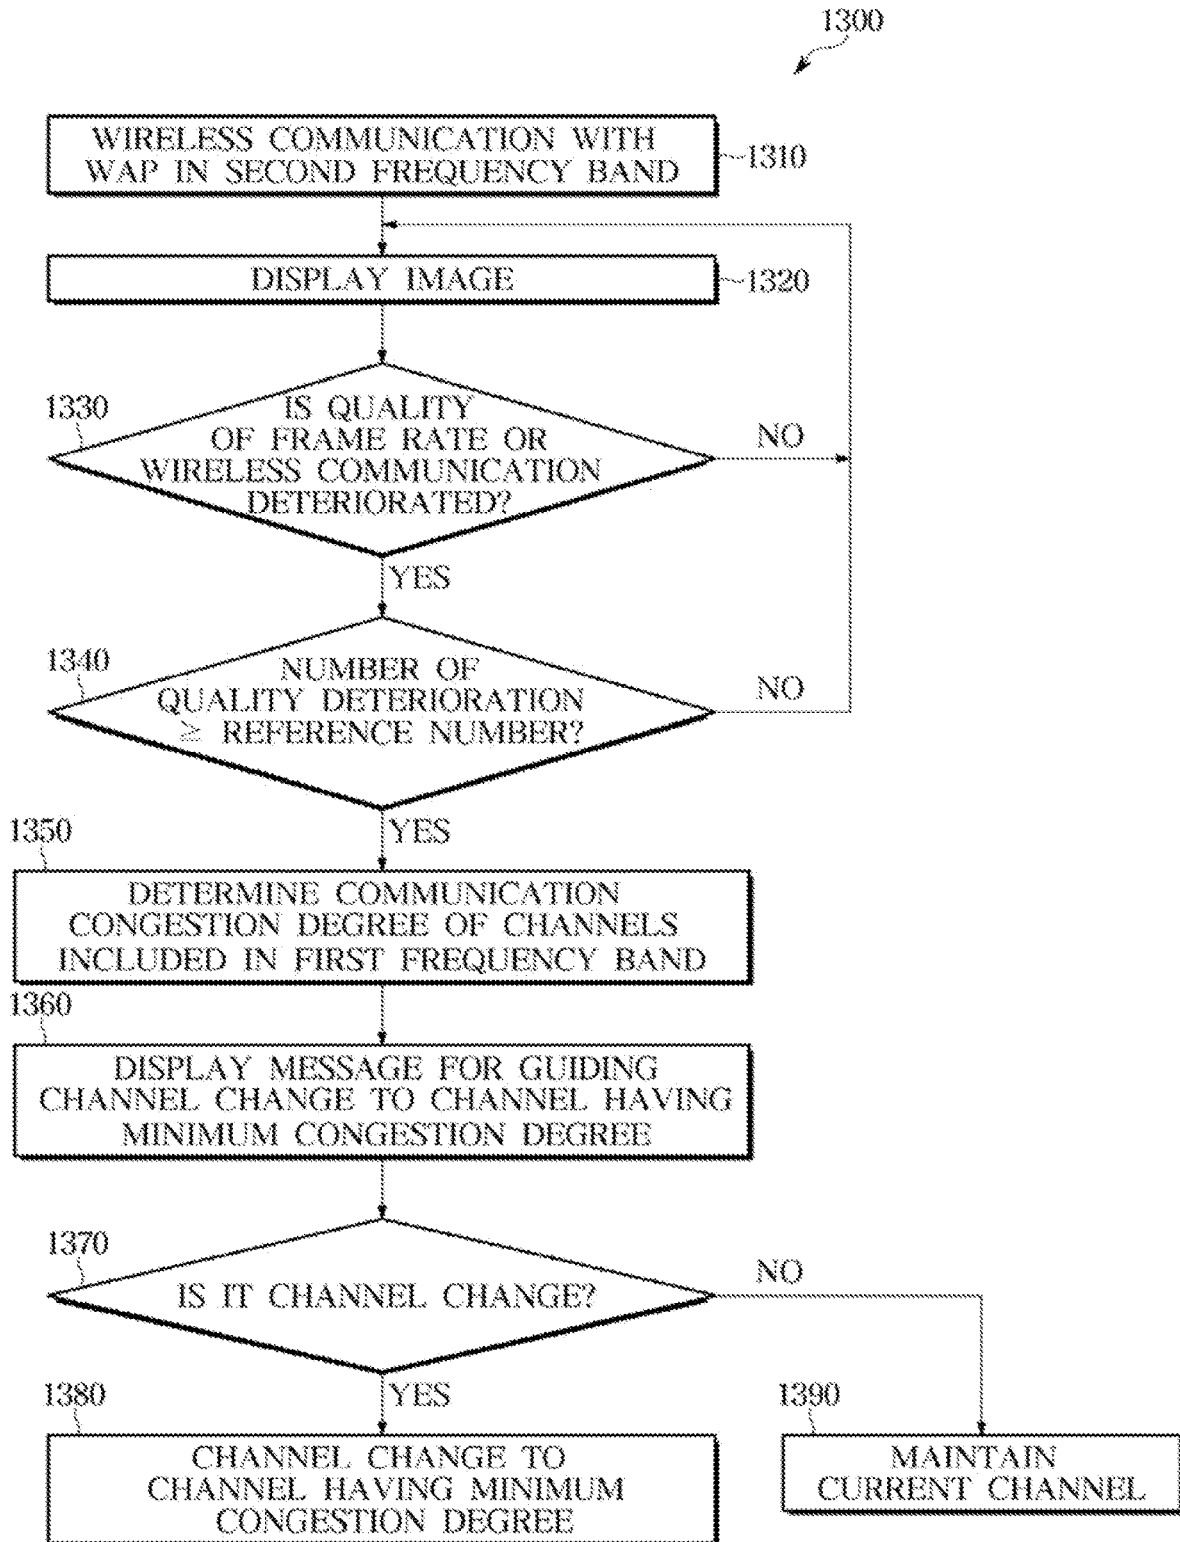 1300
WIRELESS COMMUNICATION WITH
WAP IN SECOND FREQUENCY BAND
1310
DISPLAY IMAGE
1320
1330
IS QUALITY
OF FRAME RATE OR
WIRELESS COMMUNICATION
DETERIORATED?
NO
YES
1340
NUMBER OF
QUALITY DETERIORATION
≥ REFERENCE NUMBER?
NO
YES
1350
DETERMINE COMMUNICATION
CONGESTION DEGREE OF CHANNELS
INCLUDED IN FIRST FREQUENCY BAND
1360
DISPLAY MESSAGE FOR GUIDING
CHANNEL CHANGE TO CHANNEL HAVING
MINIMUM CONGESTION DEGREE
1370
IS IT CHANNEL CHANGE?
NO
YES
1380
CHANNEL CHANGE TO
CHANNEL HAVING MINIMUM
CONGESTION DEGREE
1390
MAINTAIN
CURRENT CHANNEL